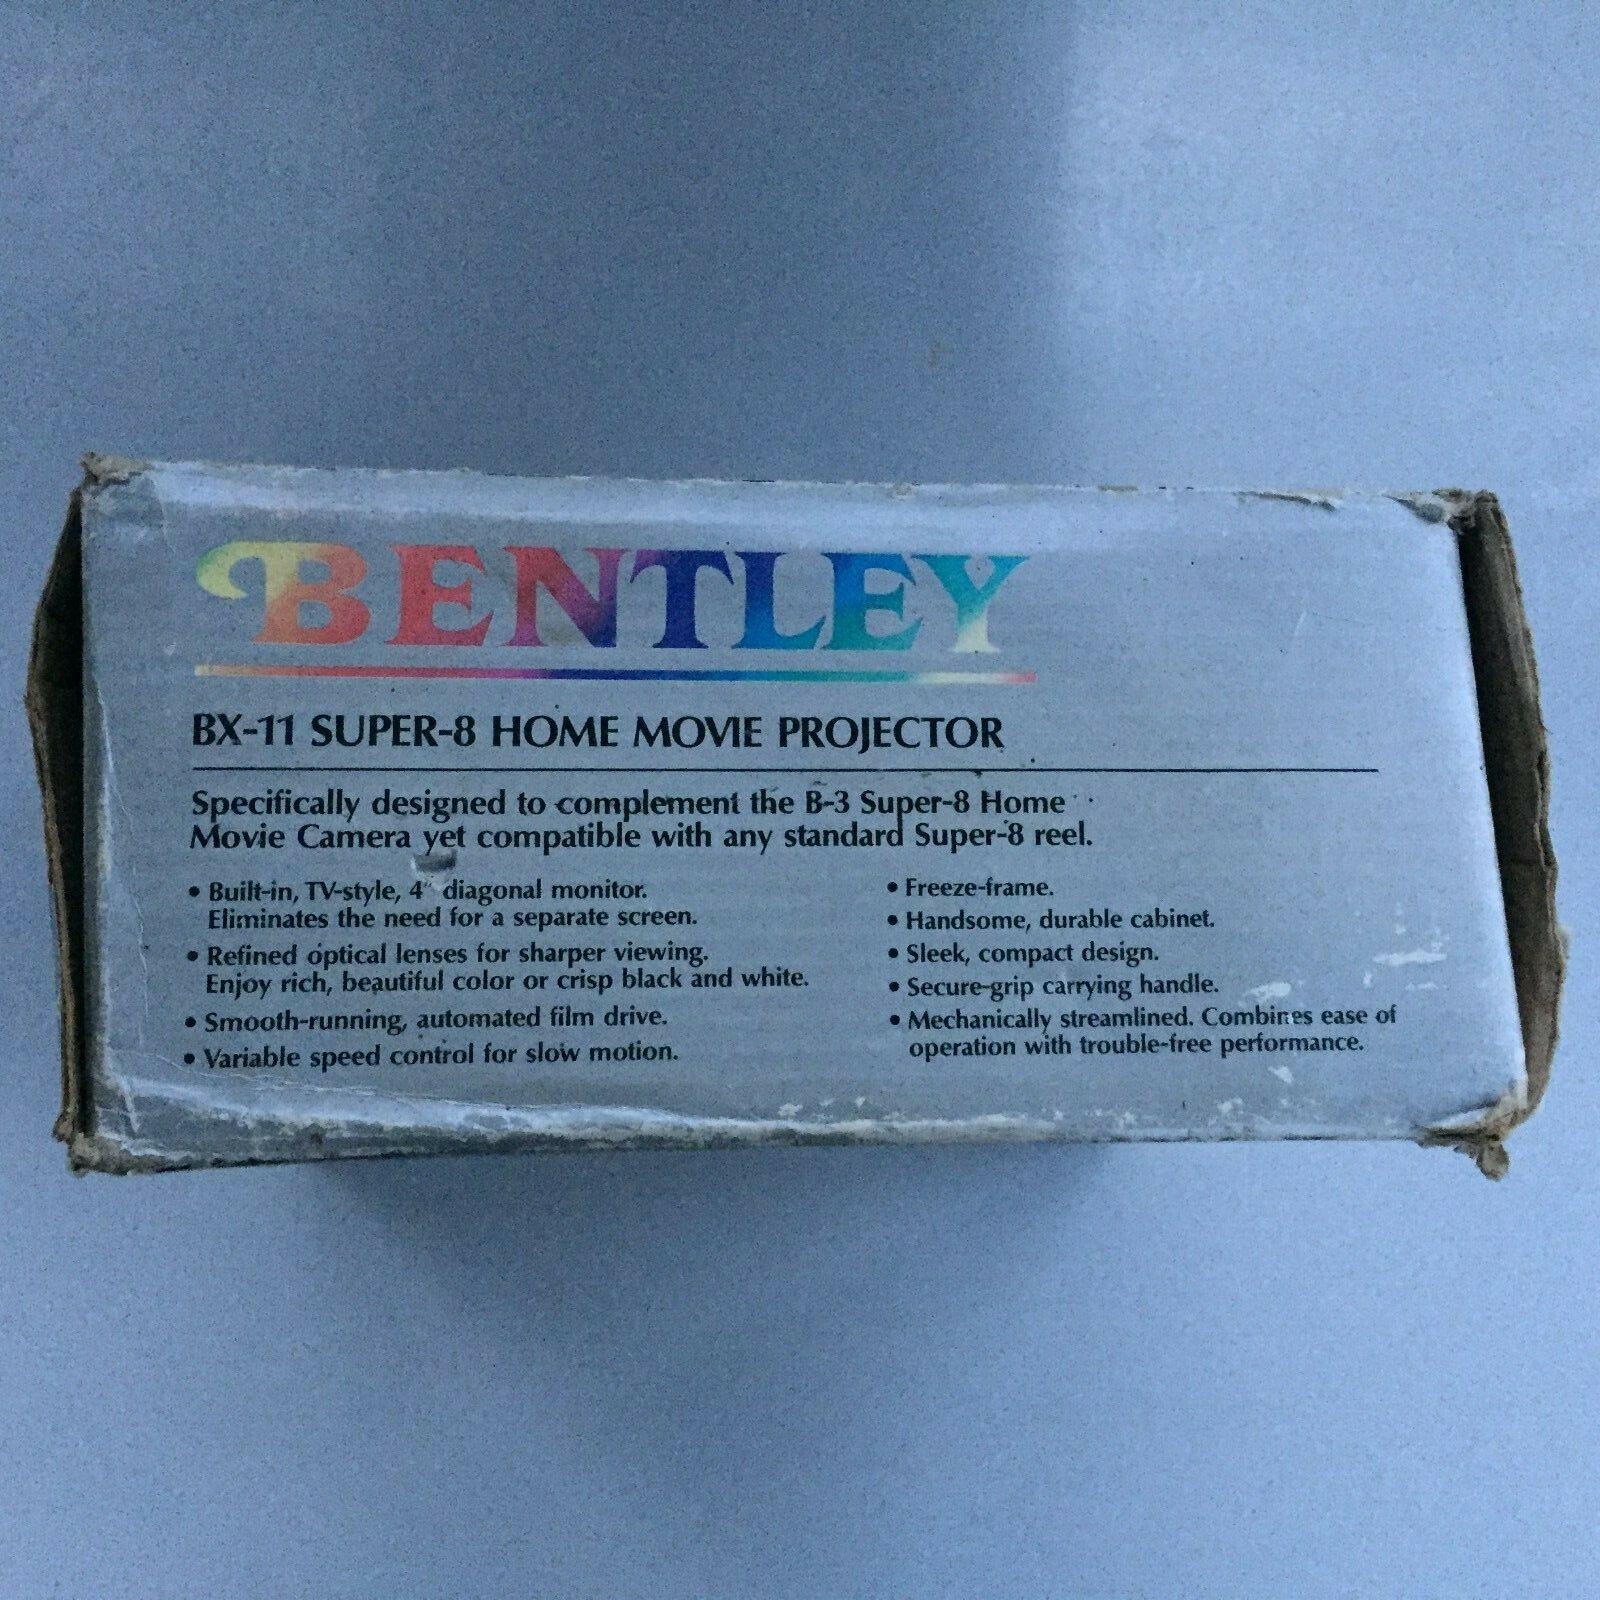 BENTLEY
BX-11 SUPER-8 HOME MOVIE PROJECTOR
Specifically designed to complement the B-3 Super-8 Home
Movie Camera yet compatible with any standard Super-8 reel.
• Built-in, TV-style, 4" diagonal monitor.
Eliminates the need for a separate screen.
• Refined optical lenses for sharper viewing.
Enjoy rich, beautiful color or crisp black and white.
• Smooth-running, automated film drive.
• Variable speed control for slow motion.
• Freeze-frame.
• Handsome, durable cabinet.
• Sleek, compact design.
• Secure-grip carrying handle.
• Mechanically streamlined. Combines ease of
operation with trouble-free performance.